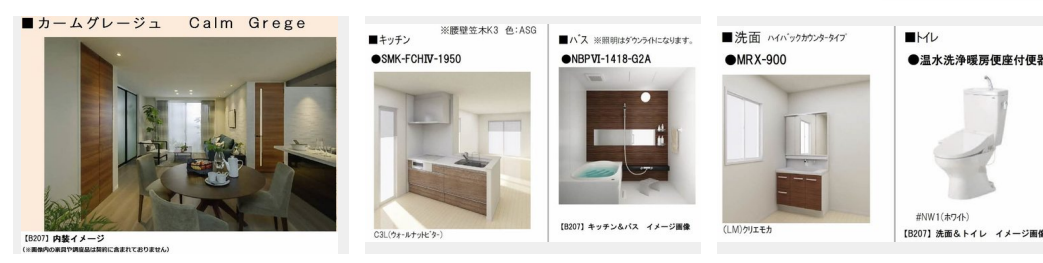 ■カームグレージュ Calm Grege
【B207】内装イメージ
(※画像内の家具や調度品は契約に含まれておりません)
※腰壁笠木K3 色:ASG
■キッチン
●SMK-FCHⅣ-1950
C3L(ウォールナットビター)
■バス ※照明はダウンライトになります。
●NBPⅥ-1418-G2A
【B207】キッチン&バス イメージ画像
■洗面 ハイバックカウンタータイプ
●MRX-900
(LM)クリエモカ
■トイレ
●温水洗浄暖房便座付便器
#NW1(ホワイト)
【B207】洗面&トイレ イメージ画像